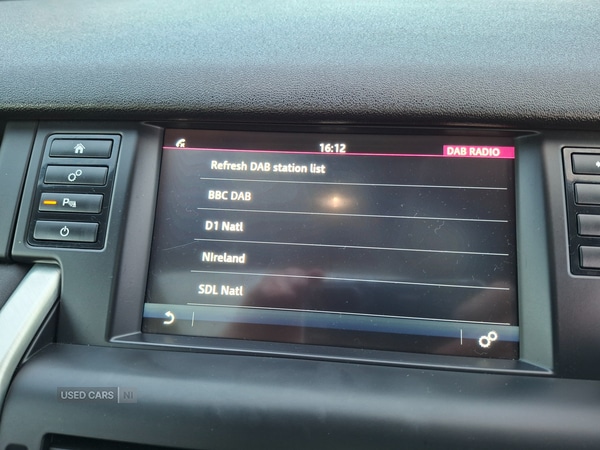 16:12
DAB RADIO
Refresh DAB station list
BBC DAB
D1 Natl
NIreland
SDL Natl
P
USED CARS NI